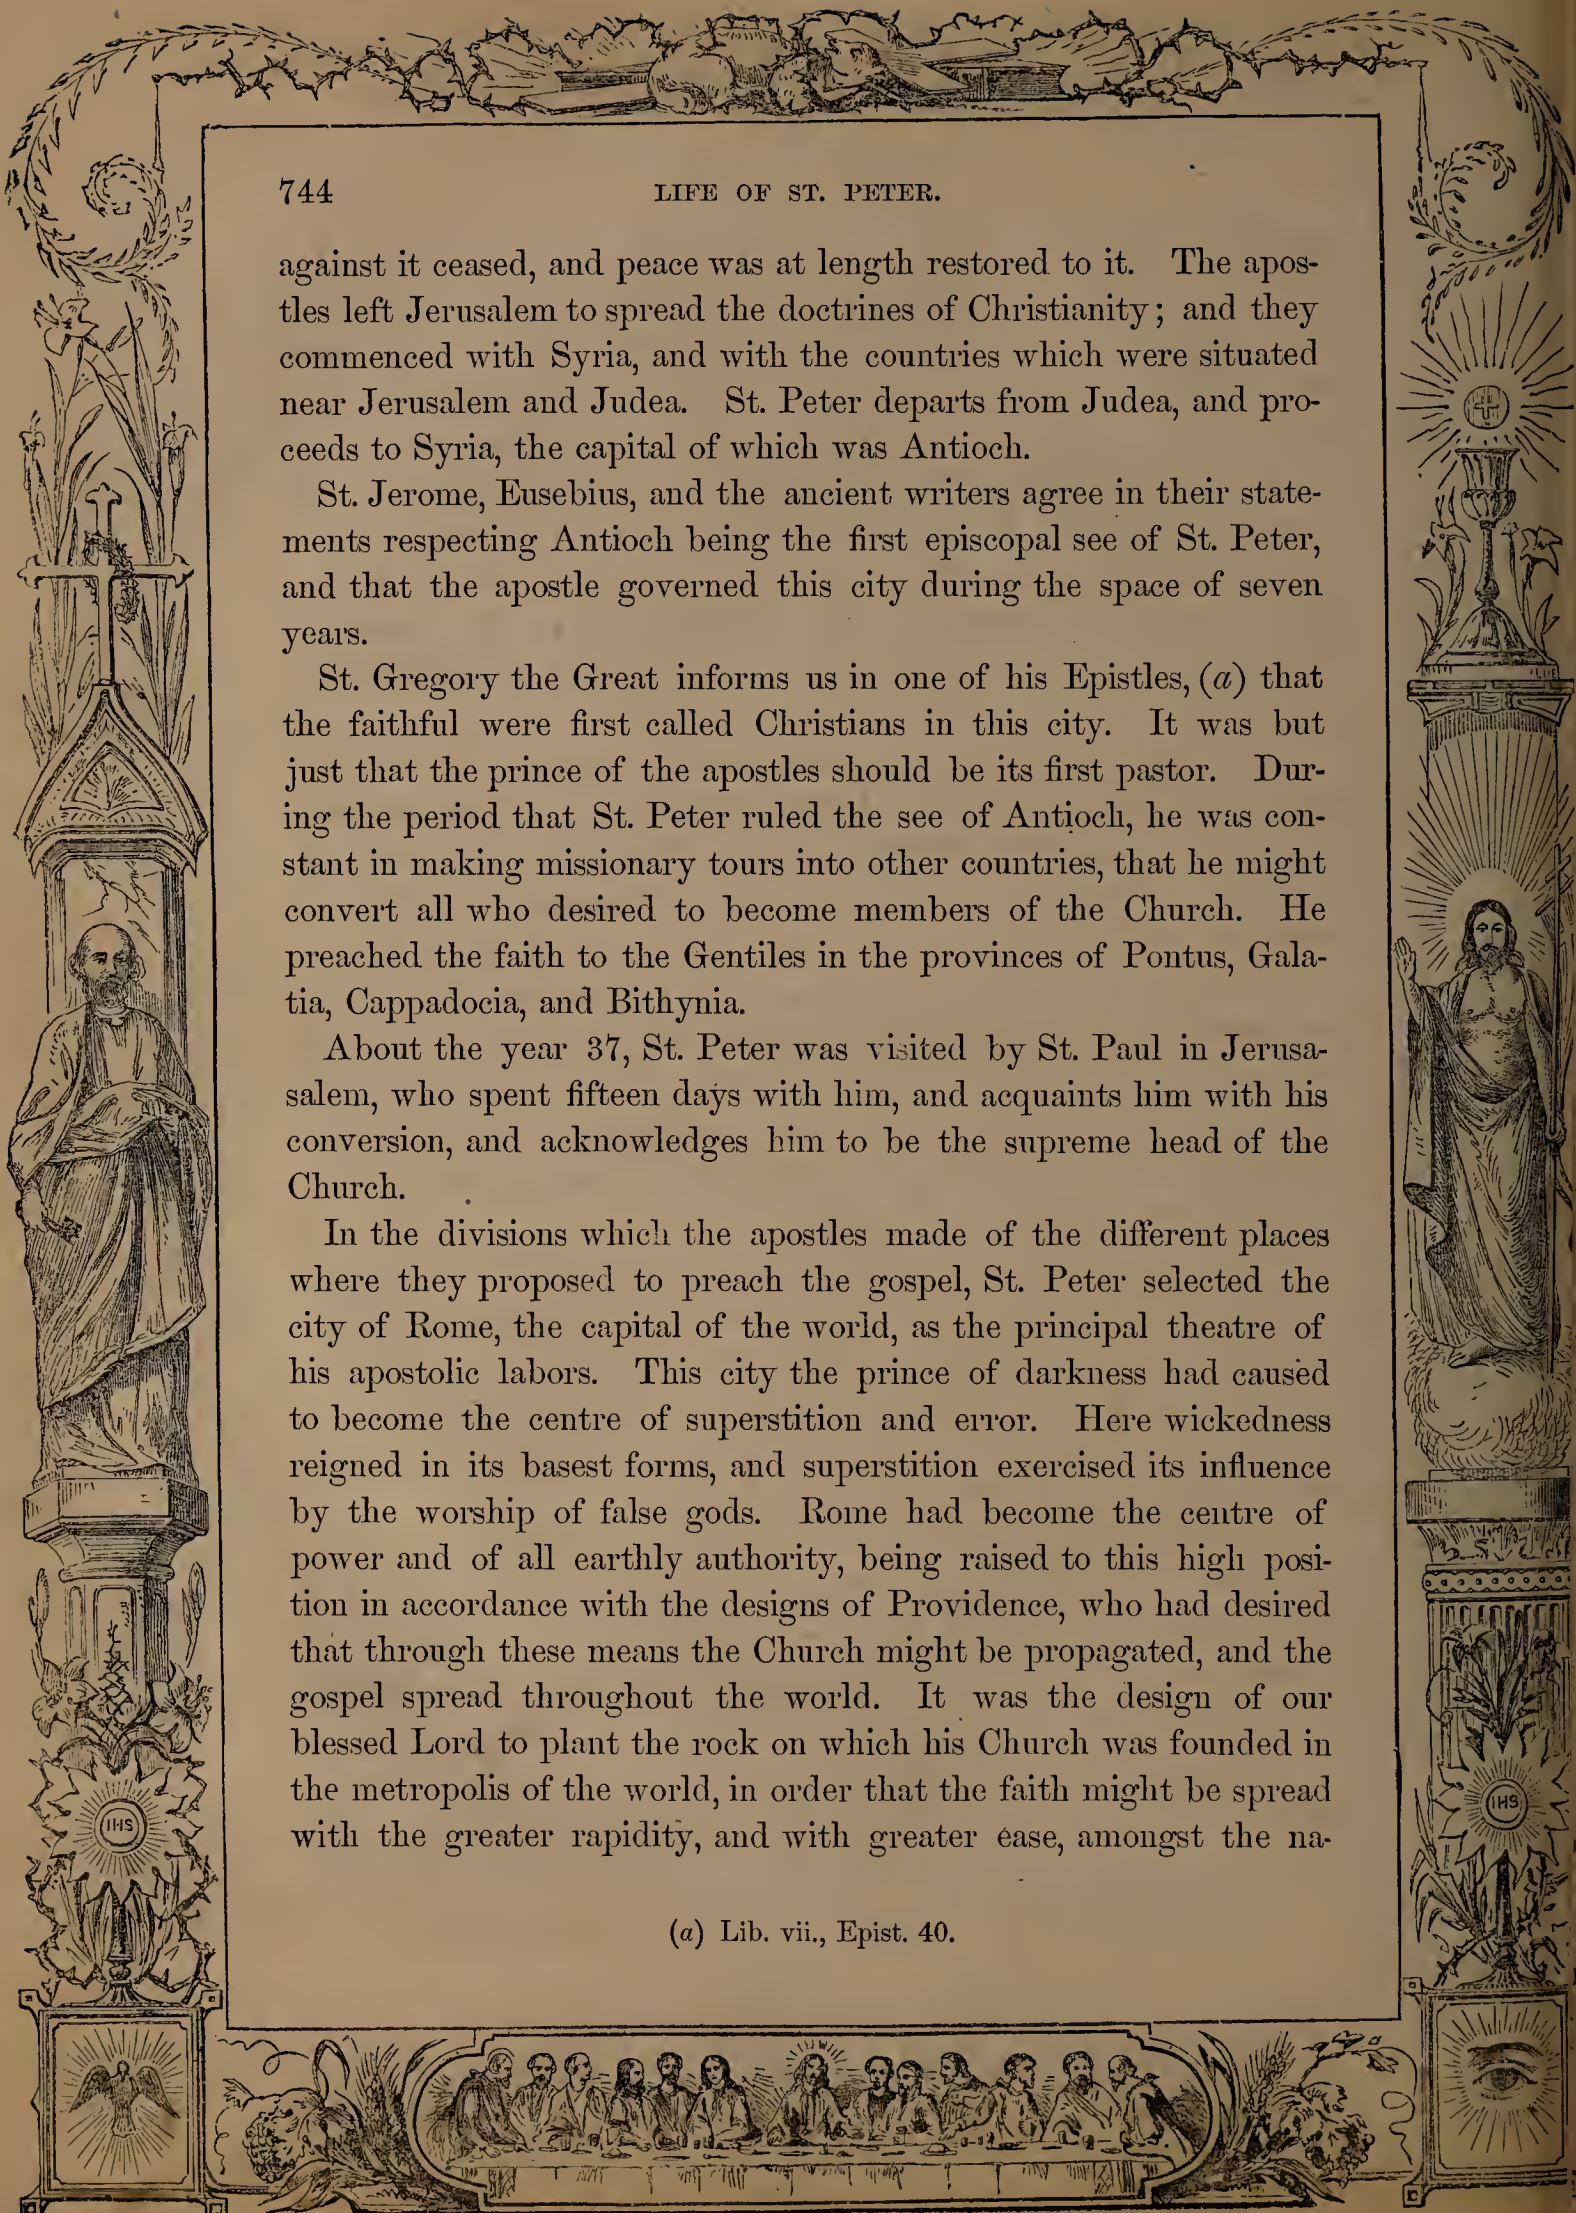 744 LIFE OF ST. PETER.
against it ceased, and peace was at length restored to it. The apos-
tles left Jerusalem to spread the doctrines of Christianity; and they
commenced with Syria, and with the countries which were situated
near Jerusalem and Judea. St. Peter departs from Judea, and pro-
ceeds to Syria, the capital of which was Antioch.
St. Jerome, Eusebius, and the ancient writers agree in their state-
ments respecting Antioch being the first episcopal see of St. Peter,
and that the apostle governed this city during the space of seven
years.
St. Gregory the Great informs us in one of his Epistles, (a) that
the faithful were first called Christians in this city. It was but
just that the prince of the apostles should be its first pastor. Dur-
ing the period that St. Peter ruled the see of Antioch, he was con-
stant in making missionary tours into other countries, that he might
convert all who desired to become members of the Church. He
preached the faith to the Gentiles in the provinces of Pontus, Gala-
tia, Cappadocia, and Bithynia.
About the year 37, St. Peter was visited by St. Paul in Jerusa-
salem, who spent fifteen days with him, and acquaints him with his
conversion, and acknowledges him to be the supreme head of the
Church.
In the divisions which the apostles made of the different places
where they proposed to preach the gospel, St. Peter selected the
city of Rome, the capital of the world, as the principal theatre of
his apostolic labors. This city the prince of darkness had caused
to become the centre of superstition and error. Here wickedness
reigned in its basest forms, and superstition exercised its influence
by the worship of false gods. Rome had become the centre of
power and of all earthly authority, being raised to this high posi-
tion in accordance with the designs of Providence, who had desired
that through these means the Church might be propagated, and the
gospel spread throughout the world. It was the design of our
blessed Lord to plant the rock on which his Church was founded in
the metropolis of the world, in order that the faith might be spread
with the greater rapidity, and with greater ease, amongst the na-
(a) Lib. vii., Epist. 40.
IHS
IHS